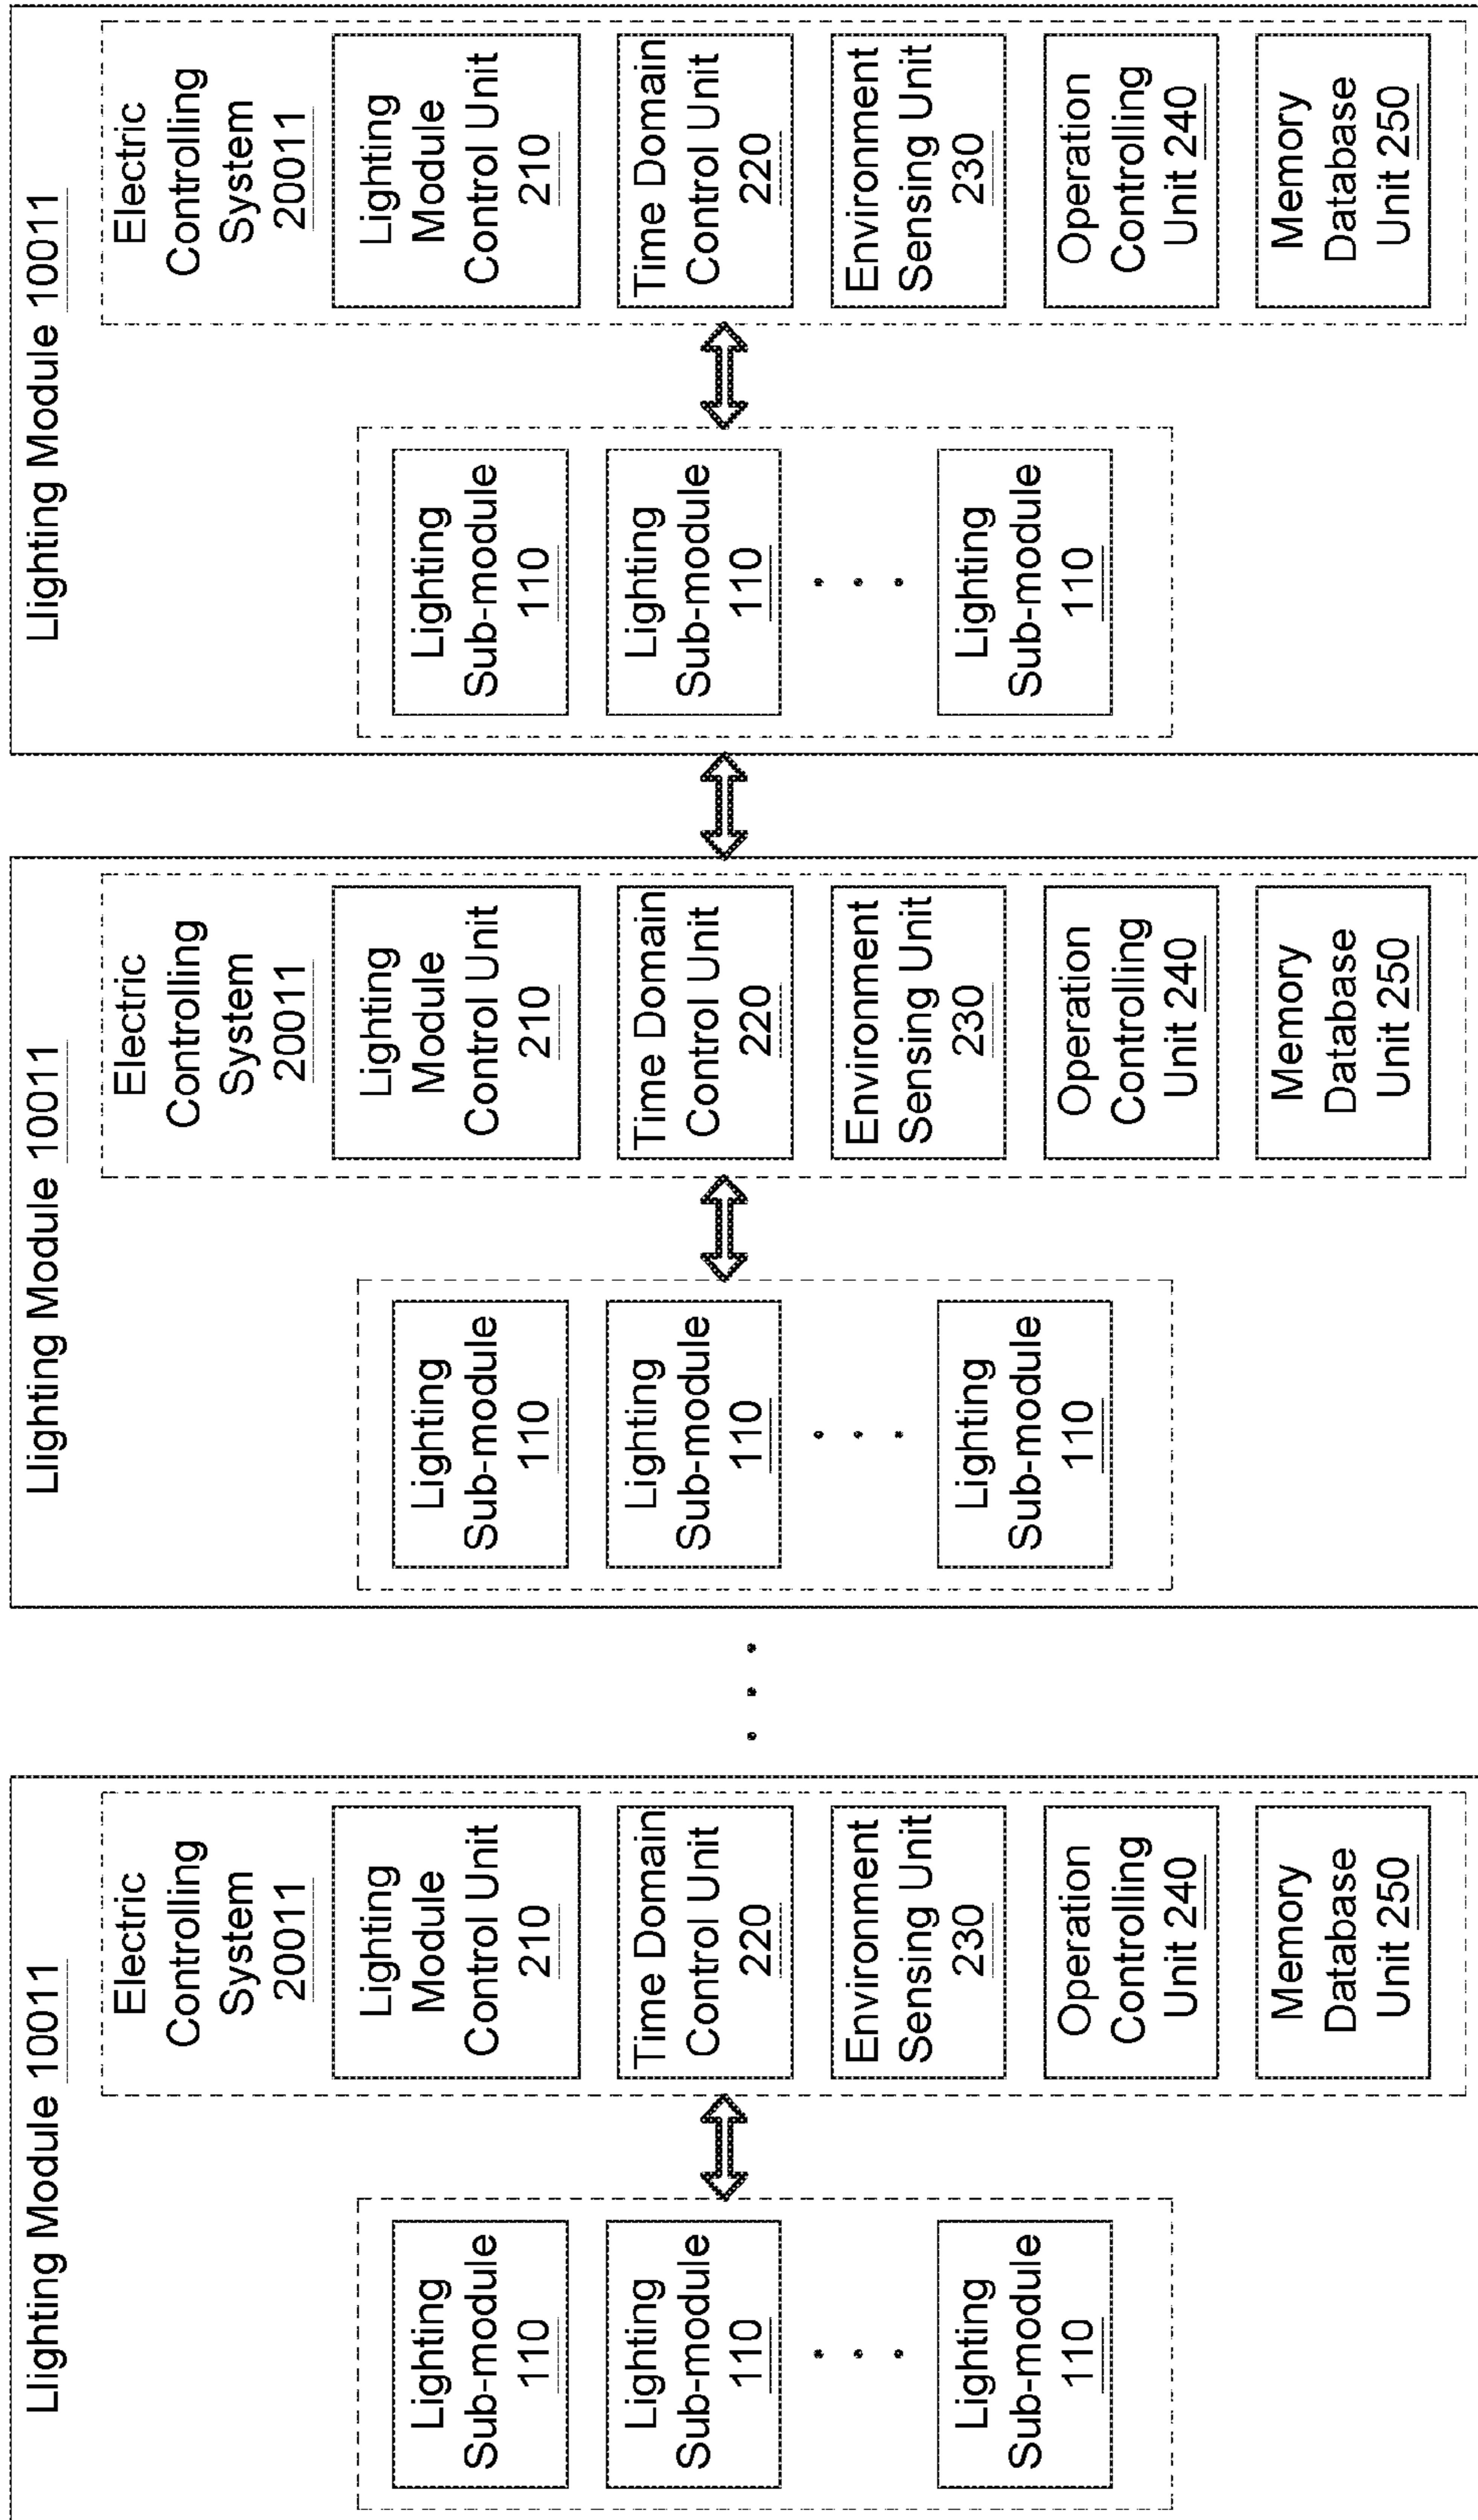 Llighting Module 10011
Lighting
Sub-module
110
Lighting
Sub-module
110
. . .
Lighting
Sub-module
110
Electric
Controlling
System
20011
Lighting
Module
Control Unit
210
Time Domain
Control Unit
220
Environment
Sensing Unit
230
Operation
Controlling
Unit 240
Memory
Database
Unit 250
. . .
Llighting Module 10011
Lighting
Sub-module
110
Lighting
Sub-module
110
. . .
Lighting
Sub-module
110
Electric
Controlling
System
20011
Lighting
Module
Control Unit
210
Time Domain
Control Unit
220
Environment
Sensing Unit
230
Operation
Controlling
Unit 240
Memory
Database
Unit 250
Llighting Module 10011
Lighting
Sub-module
110
Lighting
Sub-module
110
. . .
Lighting
Sub-module
110
Electric
Controlling
System
20011
Lighting
Module
Control Unit
210
Time Domain
Control Unit
220
Environment
Sensing Unit
230
Operation
Controlling
Unit 240
Memory
Database
Unit 250